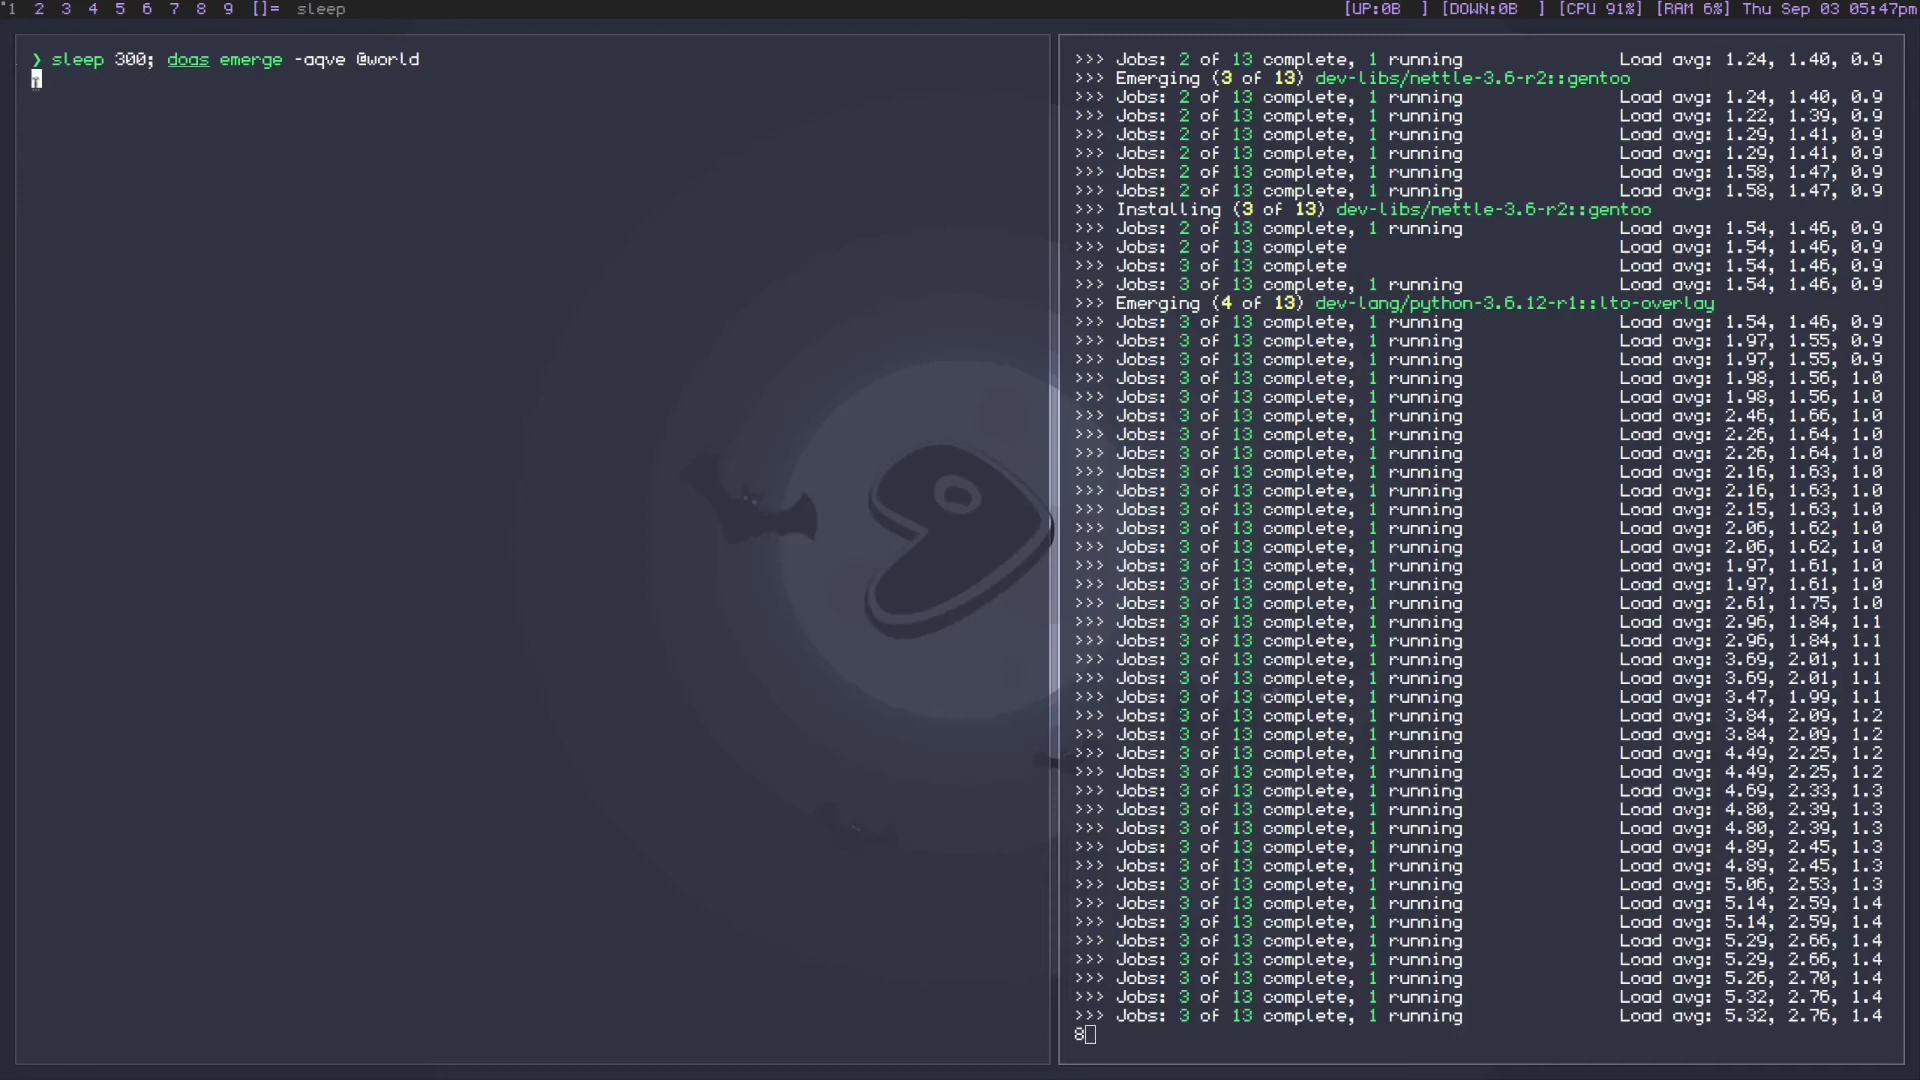 1 2 3 4 5 6 7 8 9 []= sleep [UP:0B ] [DOWN:0B ] [CPU 91%] [RAM 6%] Thu Sep 03 05:47pm
❯ sleep 300; doas emerge -aqve @world
>>> Jobs: 2 of 13 complete, 1 running Load avg: 1.24, 1.40, 0.9
>>> Emerging (3 of 13) dev-libs/nettle-3.6-r2::gentoo
>>> Jobs: 2 of 13 complete, 1 running Load avg: 1.24, 1.40, 0.9
>>> Jobs: 2 of 13 complete, 1 running Load avg: 1.22, 1.39, 0.9
>>> Jobs: 2 of 13 complete, 1 running Load avg: 1.29, 1.41, 0.9
>>> Jobs: 2 of 13 complete, 1 running Load avg: 1.29, 1.41, 0.9
>>> Jobs: 2 of 13 complete, 1 running Load avg: 1.58, 1.47, 0.9
>>> Jobs: 2 of 13 complete, 1 running Load avg: 1.58, 1.47, 0.9
>>> Installing (3 of 13) dev-libs/nettle-3.6-r2::gentoo
>>> Jobs: 2 of 13 complete, 1 running Load avg: 1.54, 1.46, 0.9
>>> Jobs: 2 of 13 complete Load avg: 1.54, 1.46, 0.9
>>> Jobs: 3 of 13 complete Load avg: 1.54, 1.46, 0.9
>>> Jobs: 3 of 13 complete, 1 running Load avg: 1.54, 1.46, 0.9
>>> Emerging (4 of 13) dev-lang/python-3.6.12-r1::lto-overlay
>>> Jobs: 3 of 13 complete, 1 running Load avg: 1.54, 1.46, 0.9
>>> Jobs: 3 of 13 complete, 1 running Load avg: 1.97, 1.55, 0.9
>>> Jobs: 3 of 13 complete, 1 running Load avg: 1.97, 1.55, 0.9
>>> Jobs: 3 of 13 complete, 1 running Load avg: 1.98, 1.56, 1.0
>>> Jobs: 3 of 13 complete, 1 running Load avg: 1.98, 1.56, 1.0
>>> Jobs: 3 of 13 complete, 1 running Load avg: 2.46, 1.66, 1.0
>>> Jobs: 3 of 13 complete, 1 running Load avg: 2.26, 1.64, 1.0
>>> Jobs: 3 of 13 complete, 1 running Load avg: 2.26, 1.64, 1.0
>>> Jobs: 3 of 13 complete, 1 running Load avg: 2.16, 1.63, 1.0
>>> Jobs: 3 of 13 complete, 1 running Load avg: 2.16, 1.63, 1.0
>>> Jobs: 3 of 13 complete, 1 running Load avg: 2.15, 1.63, 1.0
>>> Jobs: 3 of 13 complete, 1 running Load avg: 2.06, 1.62, 1.0
>>> Jobs: 3 of 13 complete, 1 running Load avg: 2.06, 1.62, 1.0
>>> Jobs: 3 of 13 complete, 1 running Load avg: 1.97, 1.61, 1.0
>>> Jobs: 3 of 13 complete, 1 running Load avg: 1.97, 1.61, 1.0
>>> Jobs: 3 of 13 complete, 1 running Load avg: 2.61, 1.75, 1.0
>>> Jobs: 3 of 13 complete, 1 running Load avg: 2.96, 1.84, 1.1
>>> Jobs: 3 of 13 complete, 1 running Load avg: 2.96, 1.84, 1.1
>>> Jobs: 3 of 13 complete, 1 running Load avg: 3.69, 2.01, 1.1
>>> Jobs: 3 of 13 complete, 1 running Load avg: 3.69, 2.01, 1.1
>>> Jobs: 3 of 13 complete, 1 running Load avg: 3.47, 1.99, 1.1
>>> Jobs: 3 of 13 complete, 1 running Load avg: 3.84, 2.09, 1.2
>>> Jobs: 3 of 13 complete, 1 running Load avg: 3.84, 2.09, 1.2
>>> Jobs: 3 of 13 complete, 1 running Load avg: 4.49, 2.25, 1.2
>>> Jobs: 3 of 13 complete, 1 running Load avg: 4.49, 2.25, 1.2
>>> Jobs: 3 of 13 complete, 1 running Load avg: 4.69, 2.33, 1.3
>>> Jobs: 3 of 13 complete, 1 running Load avg: 4.80, 2.39, 1.3
>>> Jobs: 3 of 13 complete, 1 running Load avg: 4.80, 2.39, 1.3
>>> Jobs: 3 of 13 complete, 1 running Load avg: 4.89, 2.45, 1.3
>>> Jobs: 3 of 13 complete, 1 running Load avg: 4.89, 2.45, 1.3
>>> Jobs: 3 of 13 complete, 1 running Load avg: 5.06, 2.53, 1.3
>>> Jobs: 3 of 13 complete, 1 running Load avg: 5.14, 2.59, 1.4
>>> Jobs: 3 of 13 complete, 1 running Load avg: 5.14, 2.59, 1.4
>>> Jobs: 3 of 13 complete, 1 running Load avg: 5.29, 2.66, 1.4
>>> Jobs: 3 of 13 complete, 1 running Load avg: 5.29, 2.66, 1.4
>>> Jobs: 3 of 13 complete, 1 running Load avg: 5.26, 2.70, 1.4
>>> Jobs: 3 of 13 complete, 1 running Load avg: 5.32, 2.76, 1.4
>>> Jobs: 3 of 13 complete, 1 running Load avg: 5.32, 2.76, 1.4
8